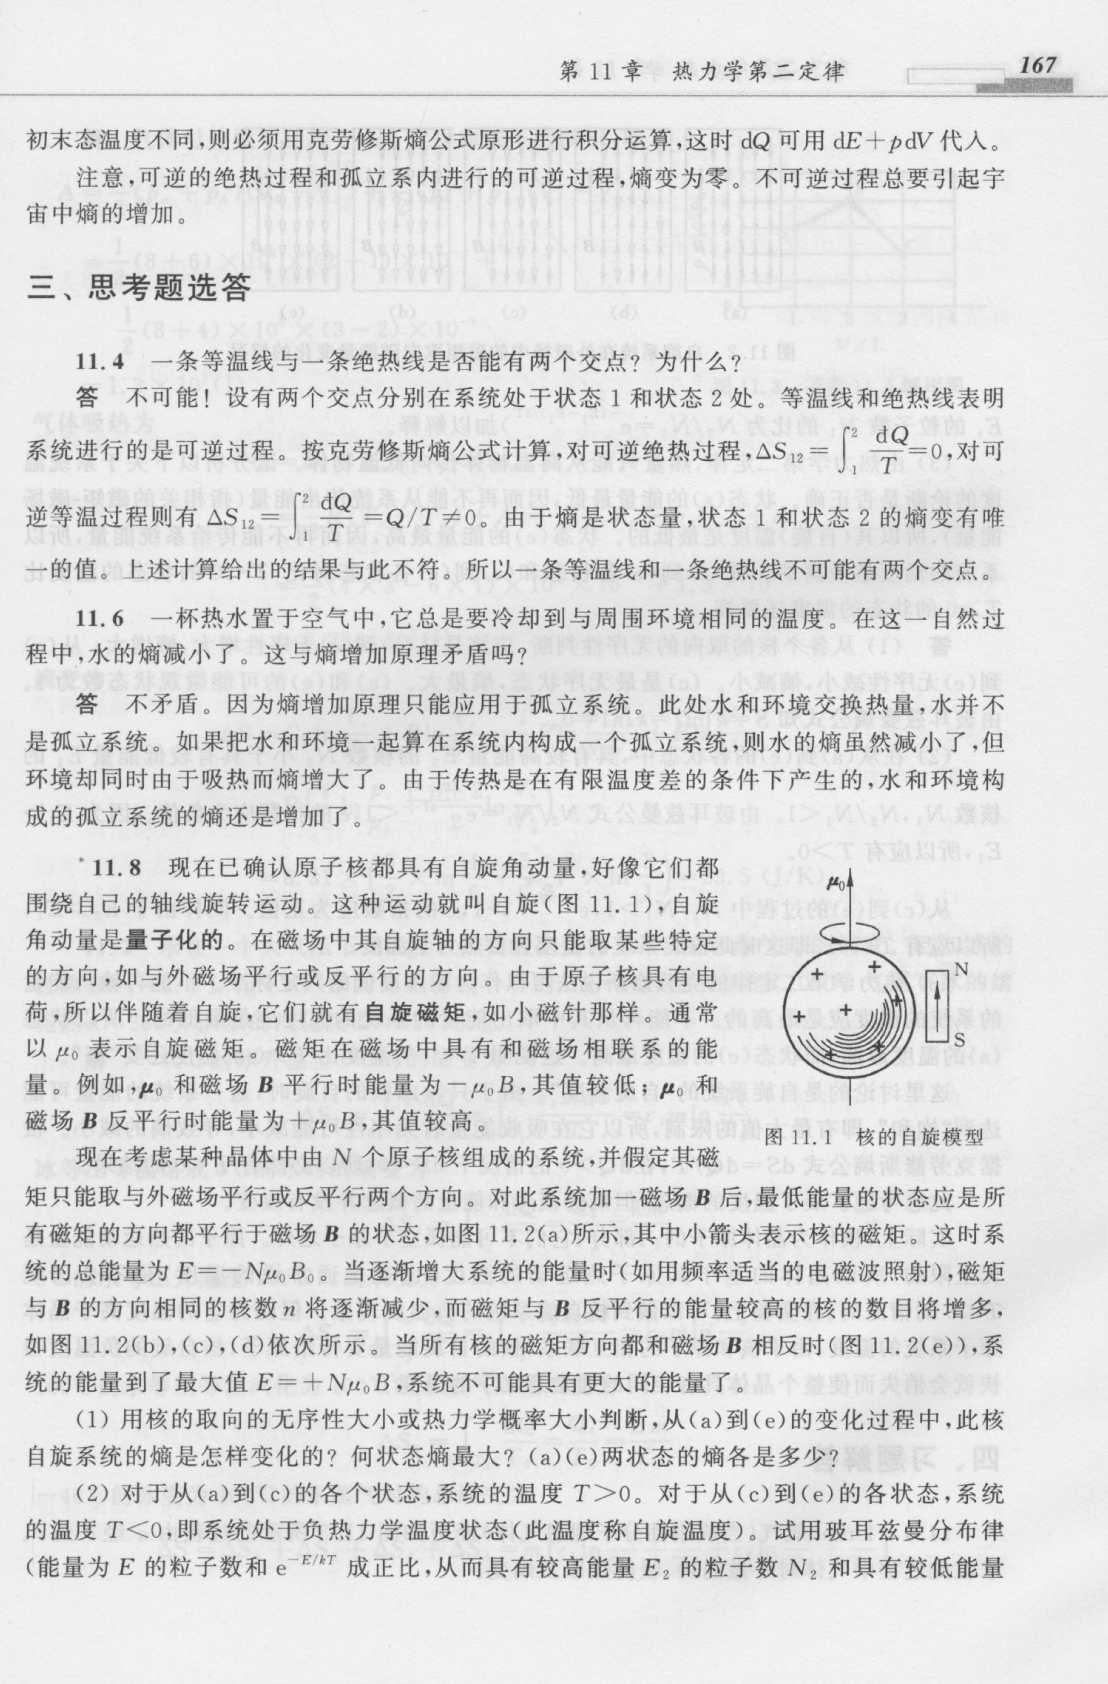 第 11 章 热力学第二定律
167
初末态温度不同,则必须用克劳修斯熵公式原形进行积分运算,这时 dQ 可用 dE+pdV 代入。
注意,可逆的绝热过程和孤立系内进行的可逆过程,熵变为零。不可逆过程总要引起宇
宙中熵的增加。
三、思考题选答
11.4 一条等温线与一条绝热线是否能有两个交点? 为什么?
答 不可能! 设有两个交点分别在系统处于状态 1 和状态 2 处。等温线和绝热线表明
系统进行的是可逆过程。按克劳修斯熵公式计算,对可逆绝热过程,ΔS₁₂=∫₁² dQ/T=0,对可
逆等温过程则有 ΔS₁₂=∫₁² dQ/T=Q/T≠0。由于熵是状态量,状态 1 和状态 2 的熵变有唯
一的值。上述计算给出的结果与此不符。所以一条等温线和一条绝热线不可能有两个交点。
11.6 一杯热水置于空气中,它总是要冷却到与周围环境相同的温度。在这一自然过
程中,水的熵减小了。这与熵增加原理矛盾吗?
答 不矛盾。因为熵增加原理只能应用于孤立系统。此处水和环境交换热量,水并不
是孤立系统。如果把水和环境一起算在系统内构成一个孤立系统,则水的熵虽然减小了,但
环境却同时由于吸热而熵增大了。由于传热是在有限温度差的条件下产生的,水和环境构
成的孤立系统的熵还是增加了。
*11.8 现在已确认原子核都具有自旋角动量,好像它们都
围绕自己的轴线旋转运动。这种运动就叫自旋(图 11.1),自旋
角动量是量子化的。在磁场中其自旋轴的方向只能取某些特定
的方向,如与外磁场平行或反平行的方向。由于原子核具有电
荷,所以伴随着自旋,它们就有自旋磁矩,如小磁针那样。通常
以 μ₀ 表示自旋磁矩。磁矩在磁场中具有和磁场相联系的能
量。例如,μ₀ 和磁场 B 平行时能量为-μ₀B,其值较低; μ₀ 和
磁场 B 反平行时能量为+μ₀B,其值较高。
μ₀
+ + + + + +
N
S
图 11.1 核的自旋模型
现在考虑某种晶体中由 N 个原子核组成的系统,并假定其磁
矩只能取与外磁场平行或反平行两个方向。对此系统加一磁场 B 后,最低能量的状态应是所
有磁矩的方向都平行于磁场 B 的状态,如图 11.2(a)所示,其中小箭头表示核的磁矩。这时系
统的总能量为 E=-Nμ₀B₀。当逐渐增大系统的能量时(如用频率适当的电磁波照射),磁矩
与 B 的方向相同的核数 n 将逐渐减少,而磁矩与 B 反平行的能量较高的核的数目将增多,
如图 11.2(b),(c),(d)依次所示。当所有核的磁矩方向都和磁场 B 相反时(图 11.2(e)),系
统的能量到了最大值 E=+Nμ₀B,系统不可能具有更大的能量了。
(1) 用核的取向的无序性大小或热力学概率大小判断,从(a)到(e)的变化过程中,此核
自旋系统的熵是怎样变化的? 何状态熵最大? (a)(e)两状态的熵各是多少?
(2) 对于从(a)到(c)的各个状态,系统的温度 T>0。对于从(c)到(e)的各状态,系统
的温度 T<0,即系统处于负热力学温度状态(此温度称自旋温度)。试用玻耳兹曼分布律
(能量为 E 的粒子数和 e^(-E/kT) 成正比,从而具有较高能量 E₂ 的粒子数 N₂ 和具有较低能量